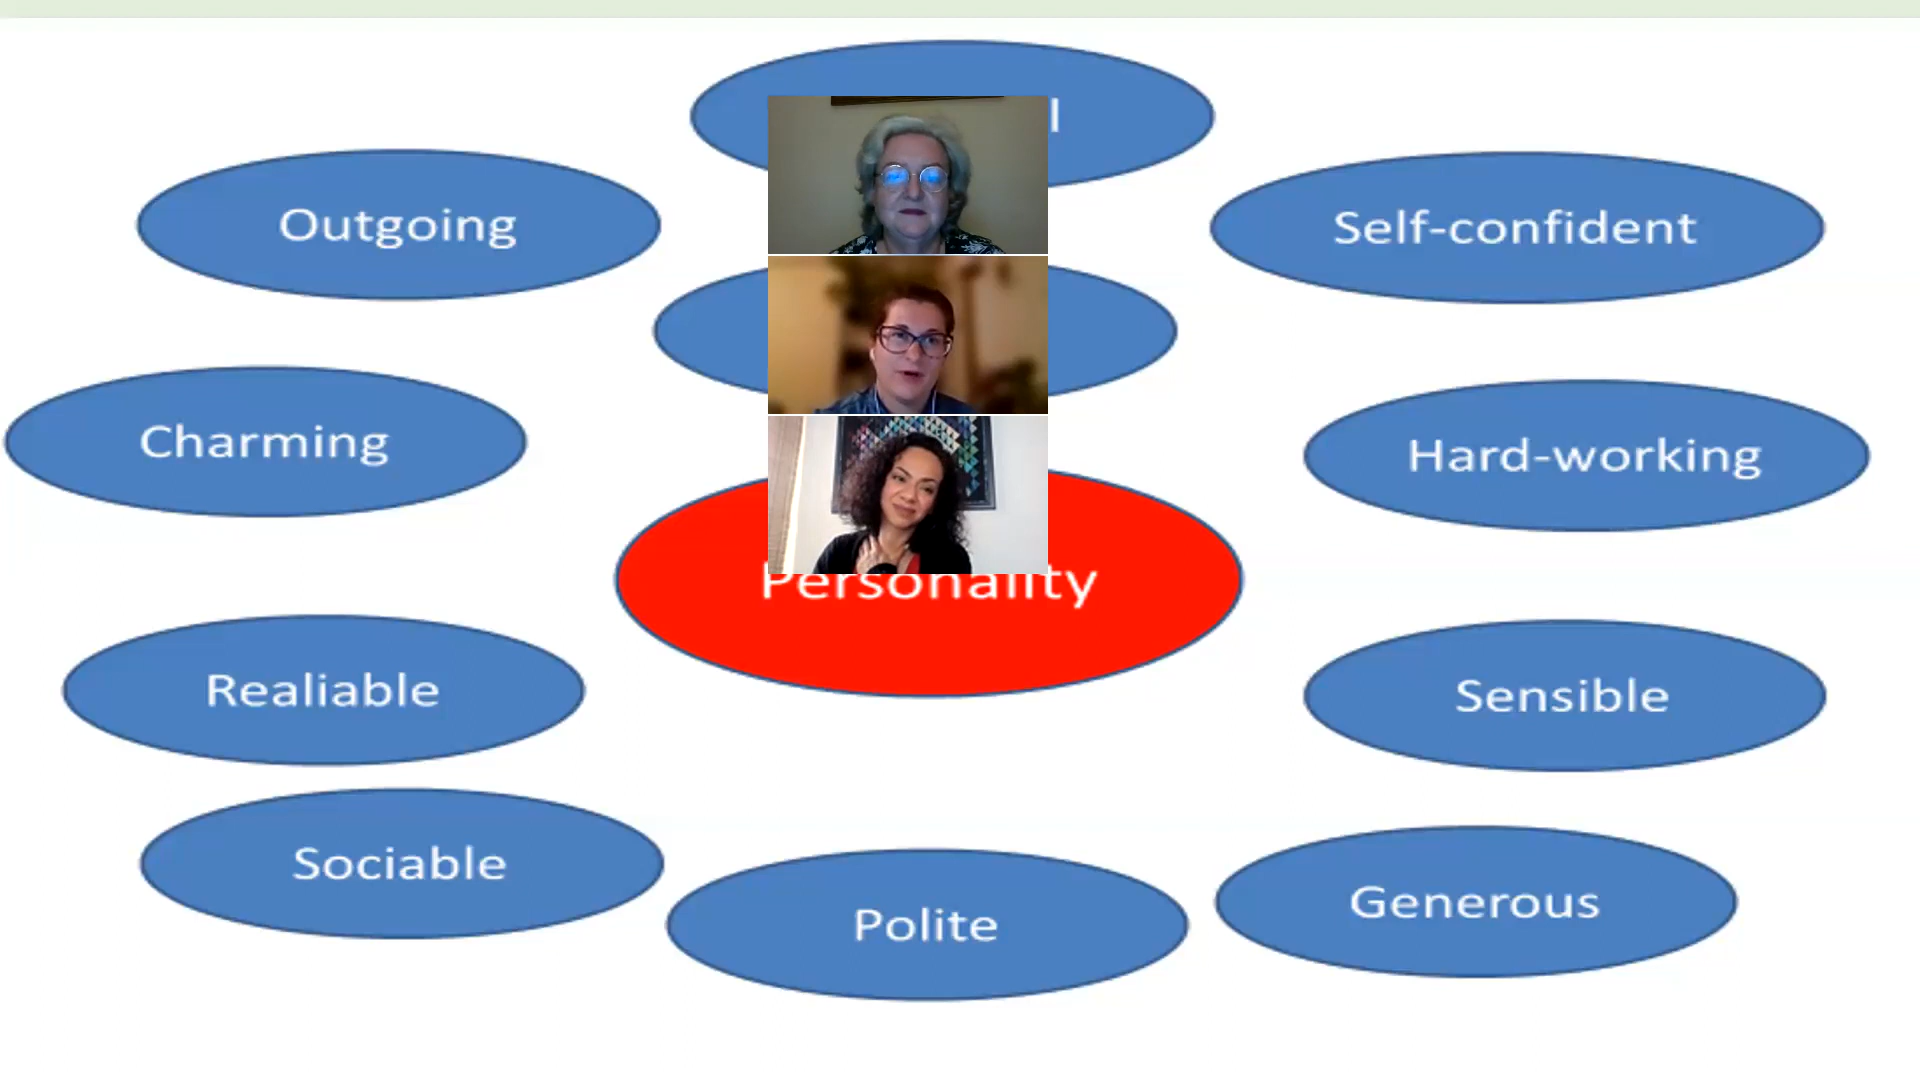 Outgoing
Self-confident
Charming
Hard-working
Personality
Realiable
Sensible
Sociable
Generous
Polite